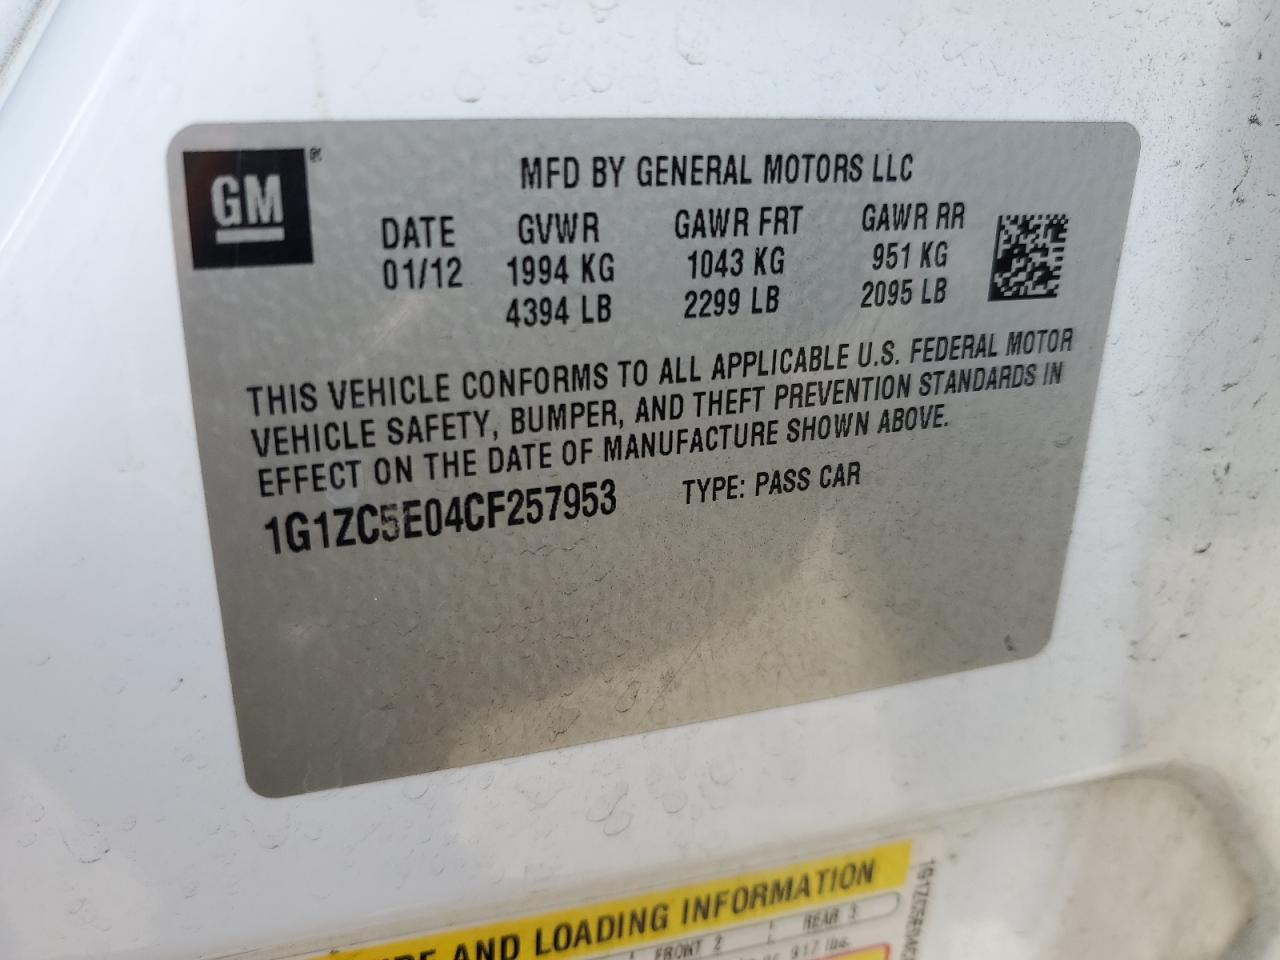 GM ®
MFD BY GENERAL MOTORS LLC
DATE GVWR GAWR FRT GAWR RR
01/12 1994 KG 1043 KG 951 KG
4394 LB 2299 LB 2095 LB
THIS VEHICLE CONFORMS TO ALL APPLICABLE U.S. FEDERAL MOTOR
VEHICLE SAFETY, BUMPER, AND THEFT PREVENTION STANDARDS IN
EFFECT ON THE DATE OF MANUFACTURE SHOWN ABOVE.
1G1ZC5E04CF257953 TYPE: PASS CAR
AND LOADING INFORMATION
FRONT 2 REAR 3
917 lbs.